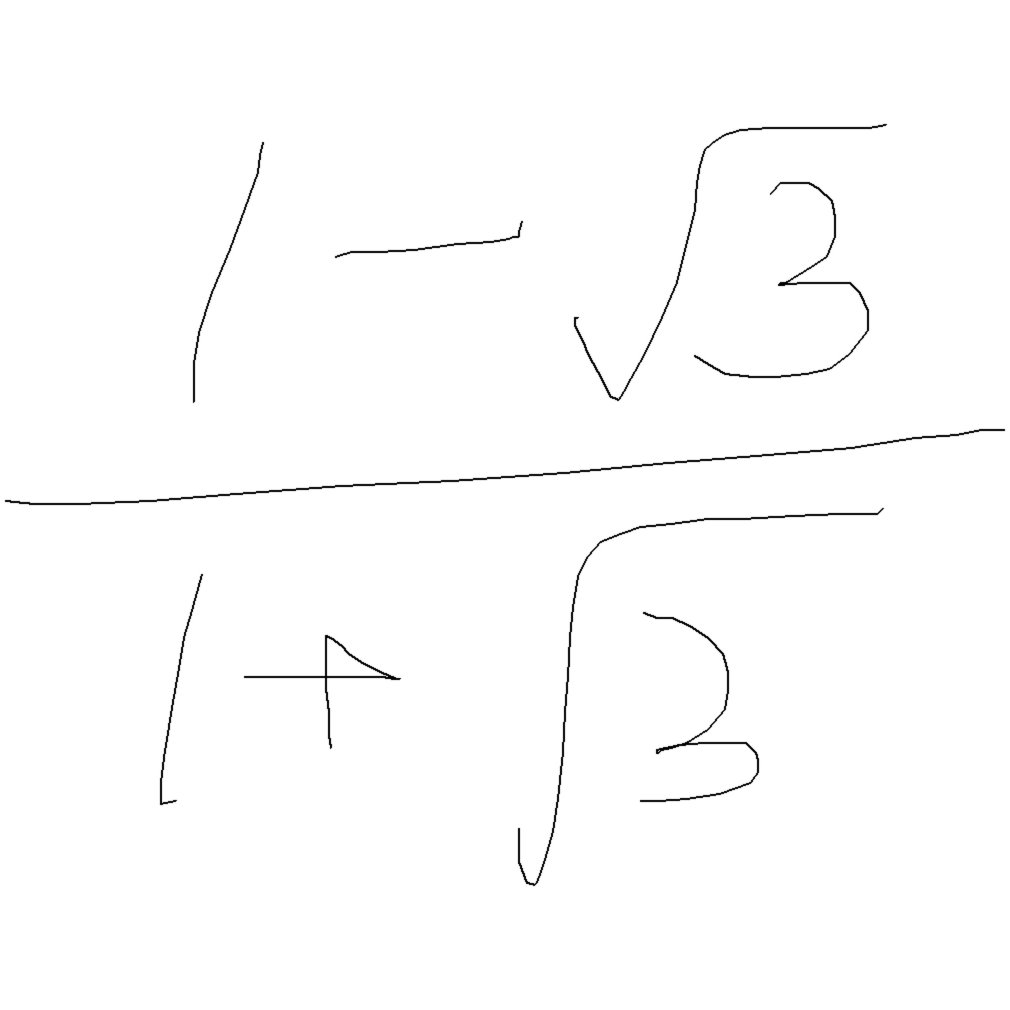 1 - √3
1 + √3